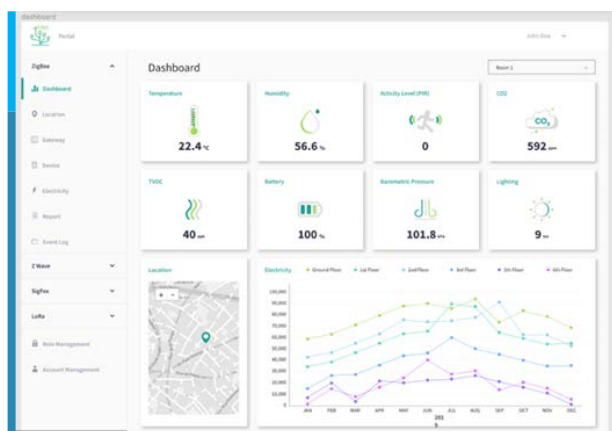 dashboard
Portal
John Doe
ZigBee
Dashboard
Location
Gateway
Device
Electricity
Report
Event Log
Z Wave
SigFox
LoRa
Role Management
Account Management
Dashboard
Room 1
Temperature
22.4 °C
Humidity
56.6 %
Activity Level (PIR)
0
CO2
CO₂
592 ppm
TVOC
40
Battery
100 %
Barometric Pressure
101.8 kPa
Lighting
9
Location
+ -
Electricity
Ground Floor 1st Floor 2nd Floor 3rd Floor 5th Floor 6th Floor
100,000
90,000
80,000
70,000
60,000
50,000
40,000
30,000
20,000
10,000
0
JAN FEB MAR APR MAY JUN JUL AUG SEP OCT NOV DEC
201
5